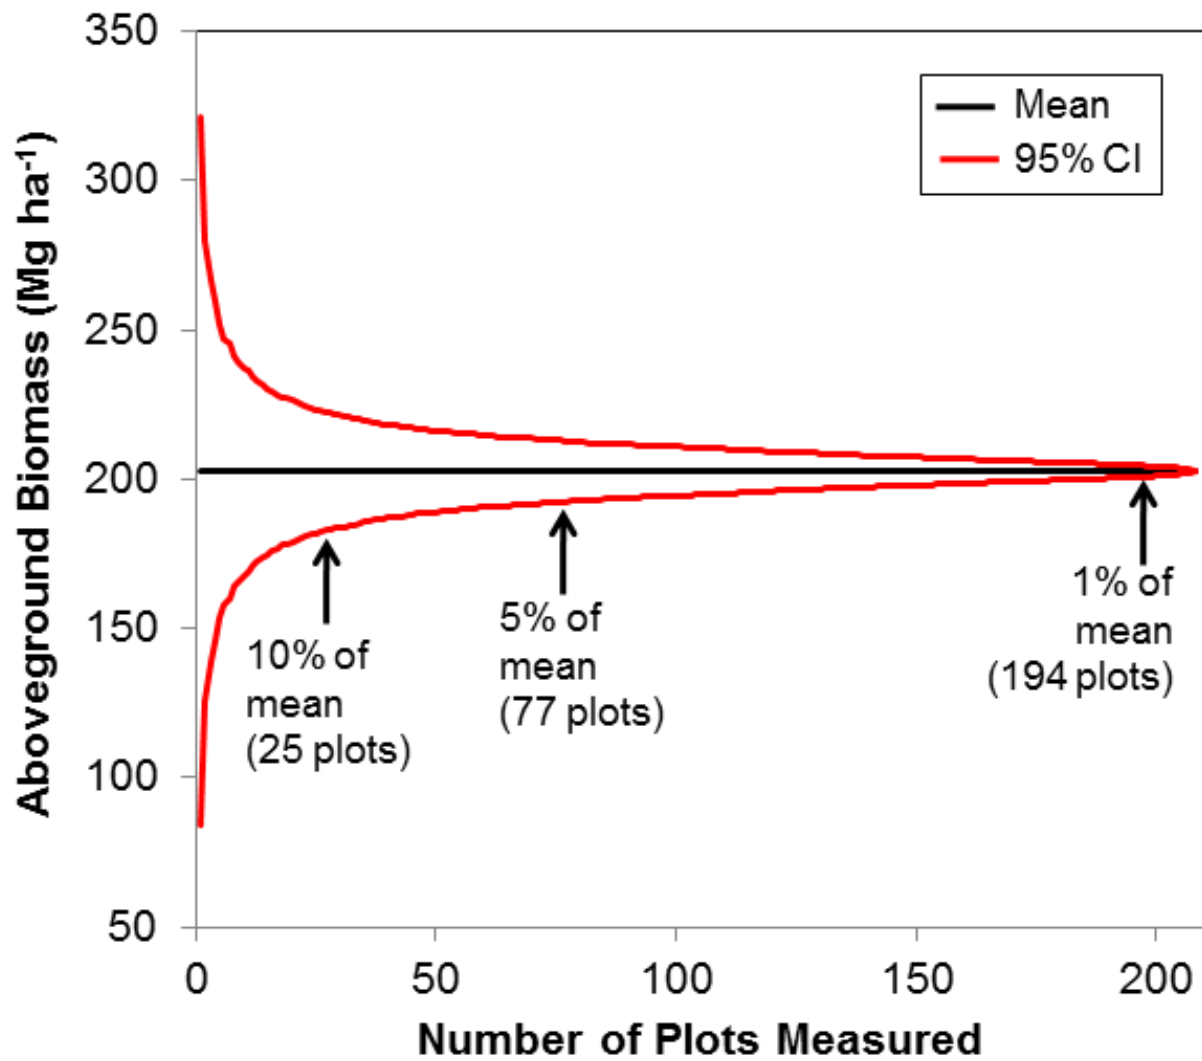 Aboveground Biomass (Mg ha⁻¹)
350
300
250
200
150
100
50
Mean
95% CI
10% of
mean
(25 plots)
5% of
mean
(77 plots)
1% of
mean
(194 plots)
0
50
100
150
200
Number of Plots Measured